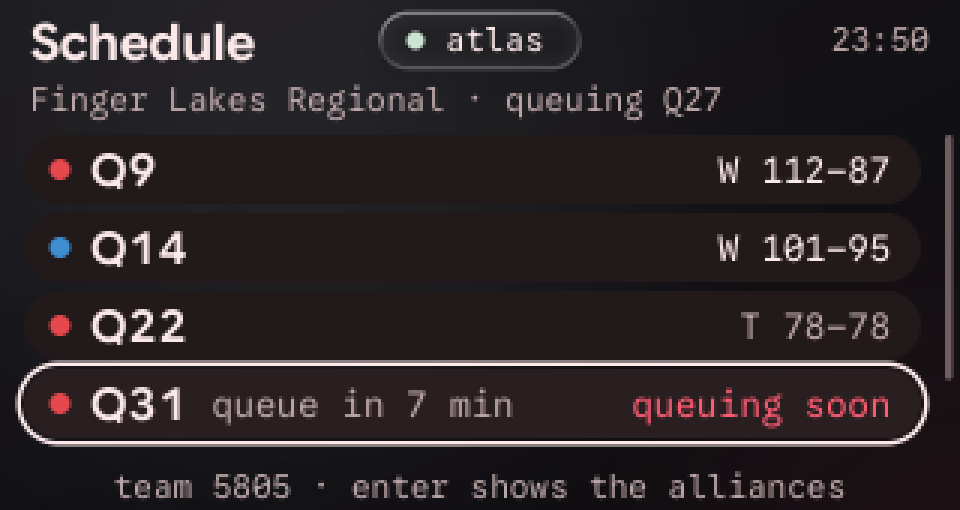 Schedule atlas 23:50
Finger Lakes Regional · queuing Q27
Q9 W 112–87
Q14 W 101–95
Q22 T 78–78
Q31 queue in 7 min queuing soon
team 5805 · enter shows the alliances